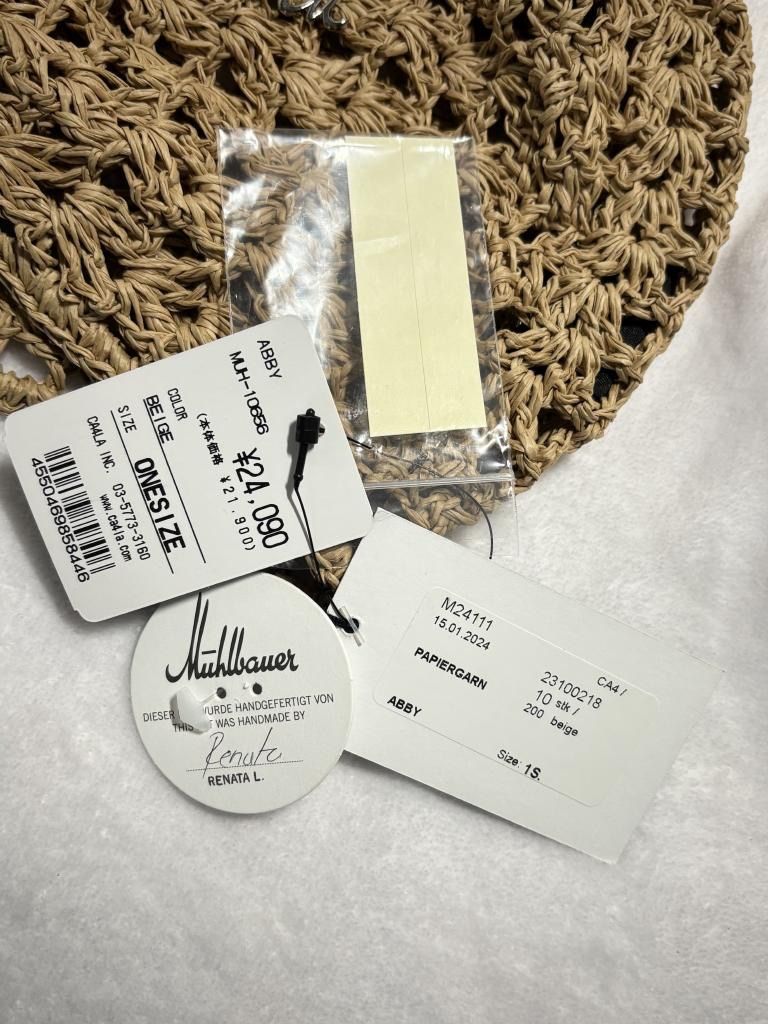 ABBY
MUH-10656
¥24,090
(本体価格 ¥21,900)
COLOR
BEIGE
SIZE
ONESIZE
CA4LA INC. 03-5773-3160
www.ca4la.com
4550469858446
Mühlbauer
DIESER WURDE HANDGEFERTIGT VON
THIS WAS HANDMADE BY
Renata
RENATA L.
M24111
15.01.2024
CA4 /
23100218
PAPIERGARN
10 stk /
200 beige
ABBY
Size: 1S.